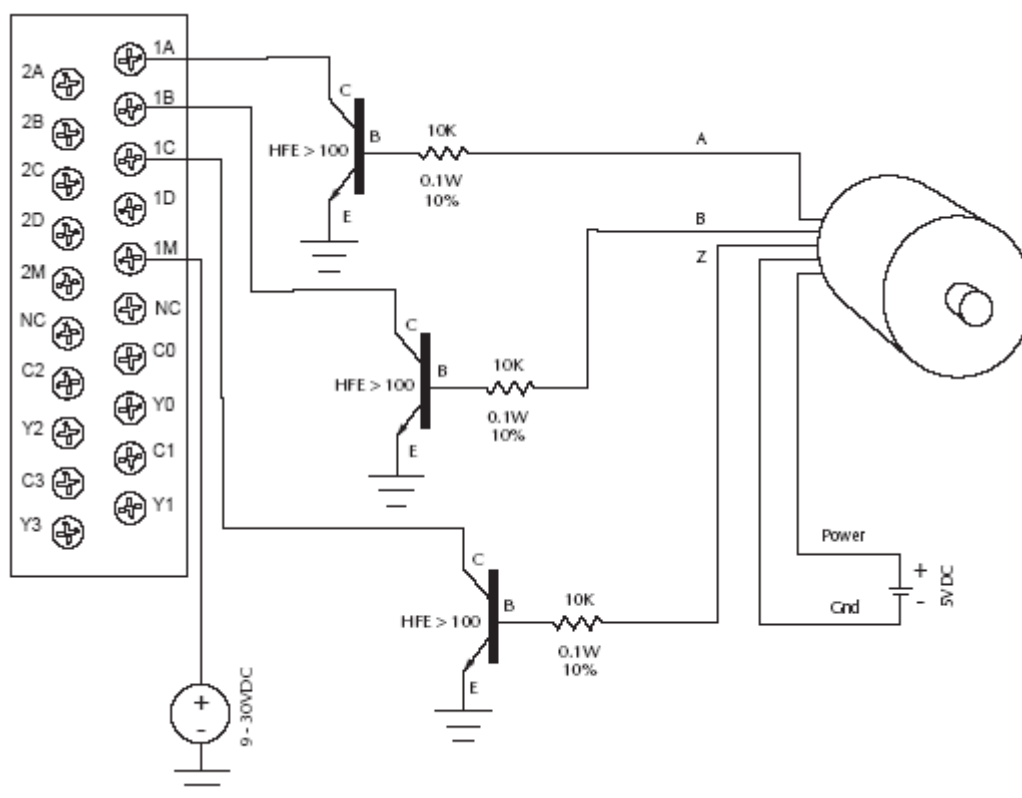 1A
2A
1B
2B
1C
2C
1D
2D
1M
2M
NC
NC
C0
C2
Y0
Y2
C1
C3
Y1
Y3
C
B
HFE > 100
E
10K
0.1W
10%
A
C
B
HFE > 100
E
10K
0.1W
10%
B
Z
C
B
HFE > 100
E
10K
0.1W
10%
Power
+
-
5VDC
Gnd
+
-
9 - 30VDC